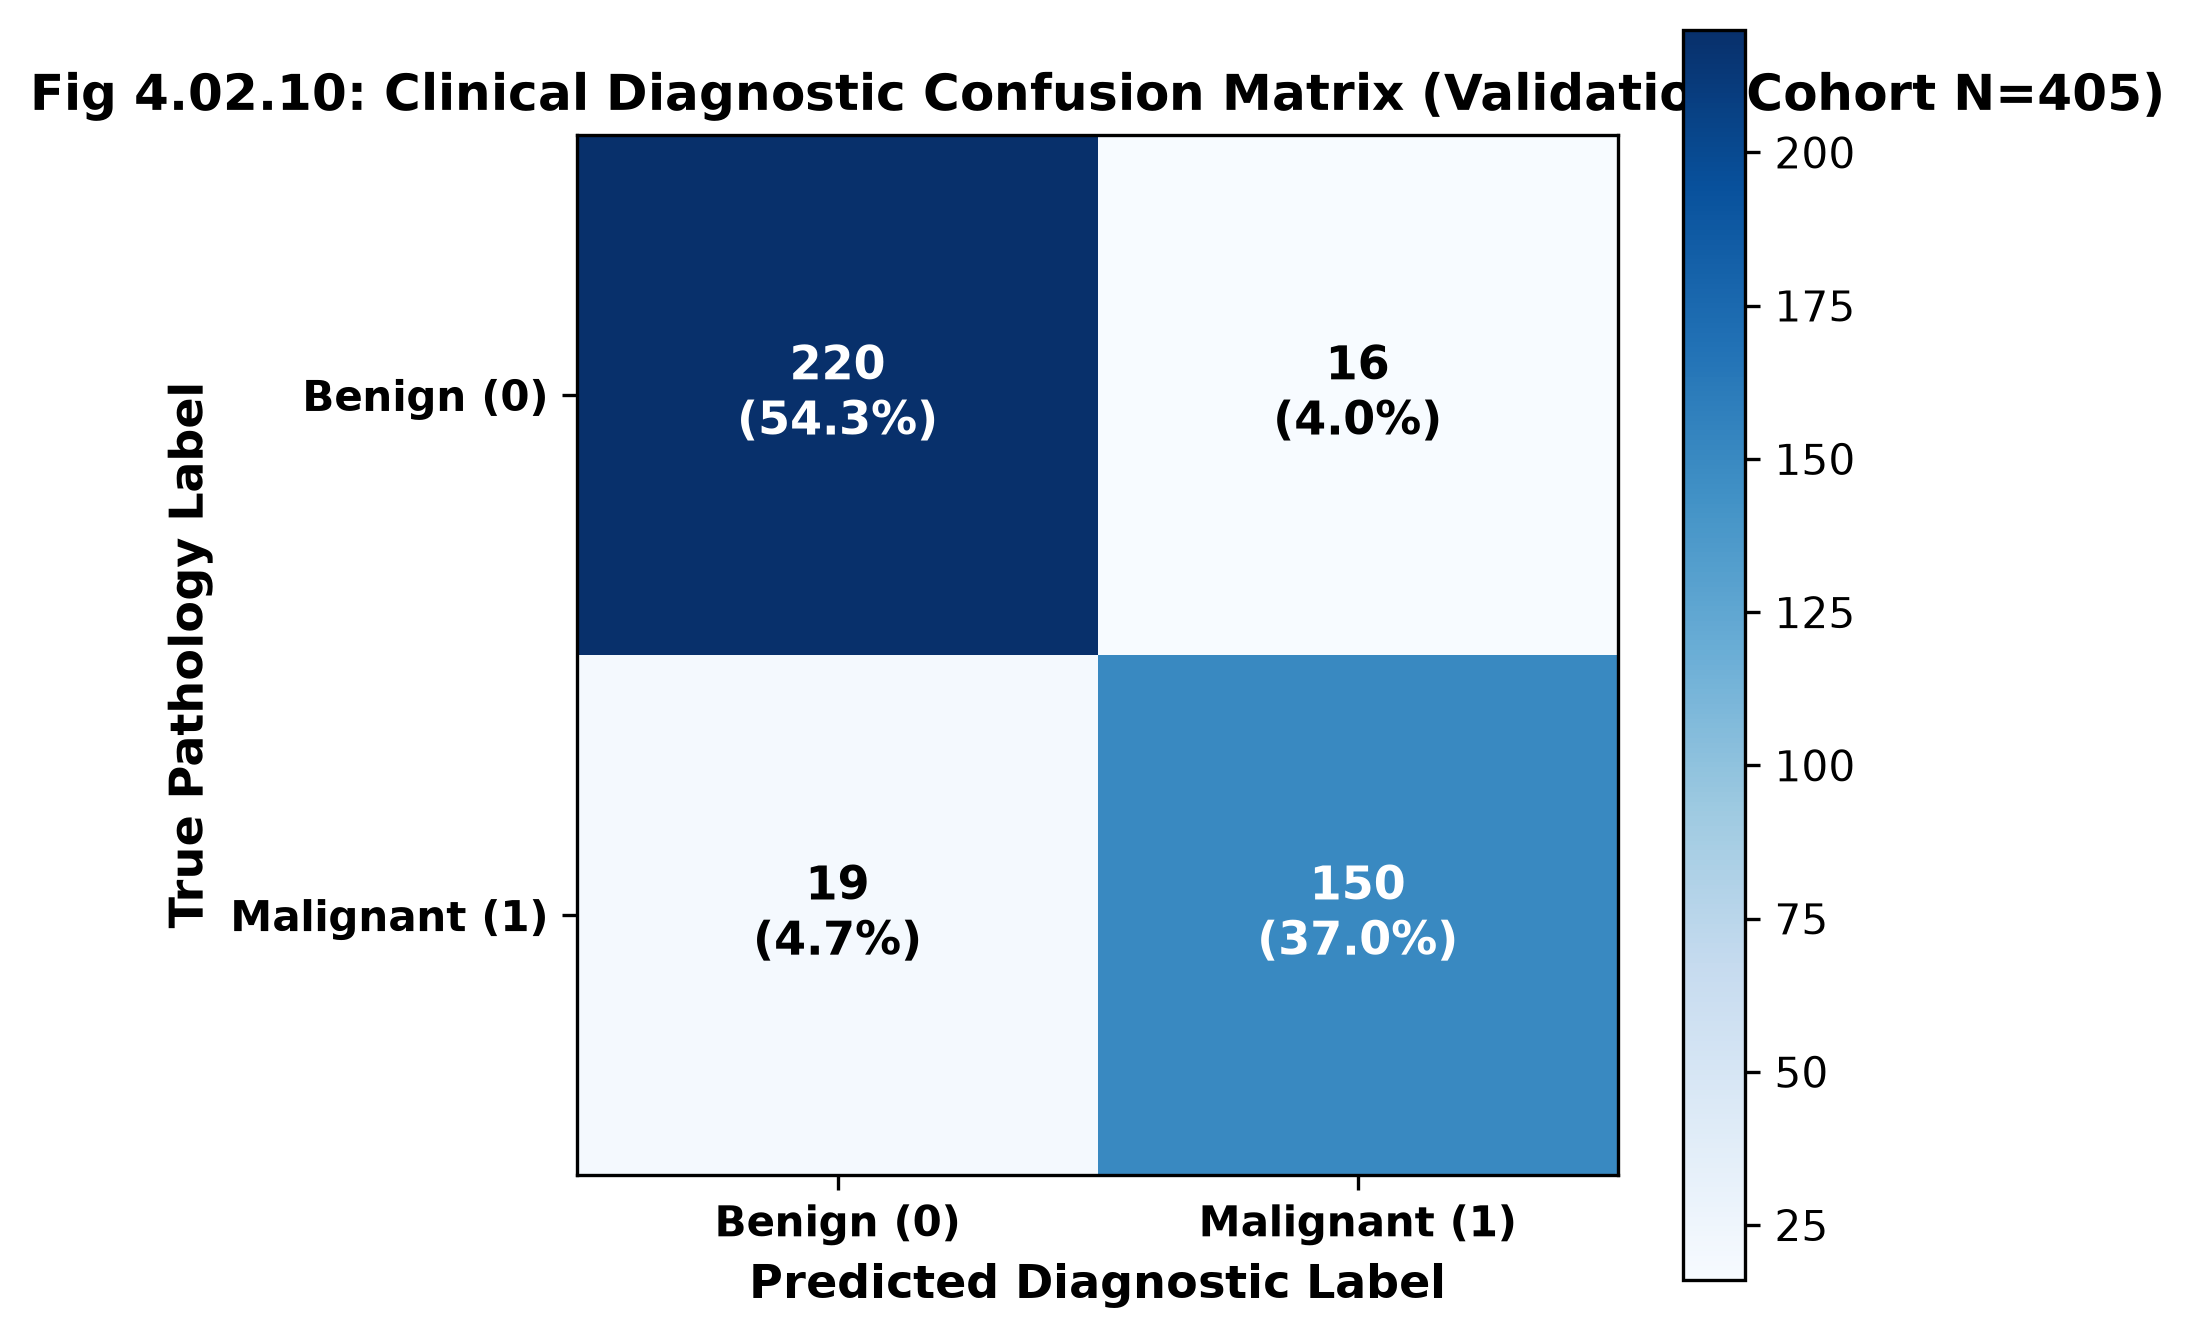 Fig 4.02.10: Clinical Diagnostic Confusion Matrix (Validatio Cohort N=405)
200
175
150
125
100
75
50
25
True Pathology Label
Benign (0)
220
(54.3%)
16
(4.0%)
Malignant (1)
19
(4.7%)
150
(37.0%)
Benign (0)
Malignant (1)
Predicted Diagnostic Label